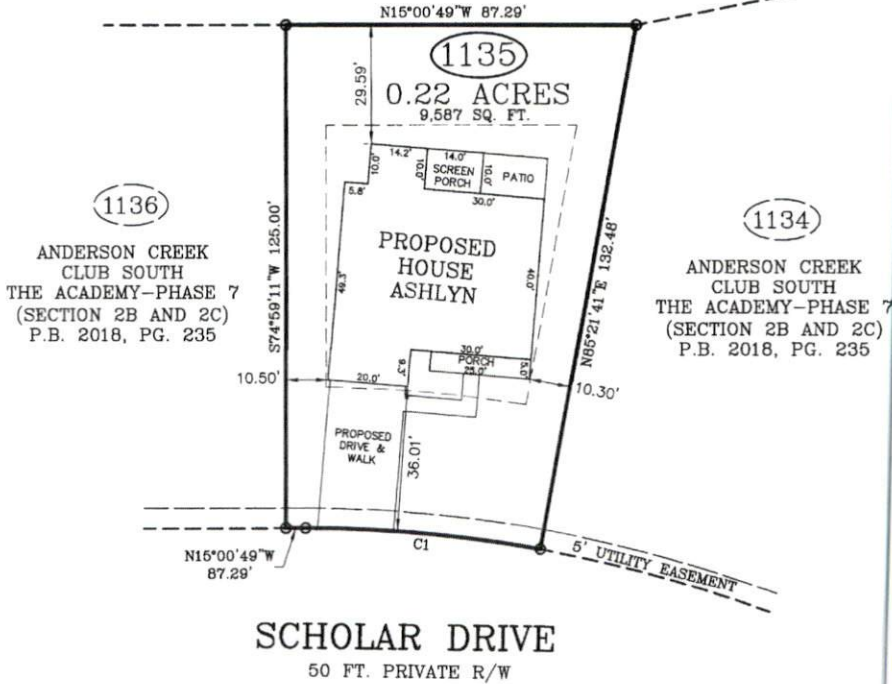 N15°00'49"W 87.29'
1135
0.22 ACRES
9,587 SQ. FT.
29.59'
14.2'
14.0'
10.0'
10.0'
10.0'
SCREEN
PORCH
PATIO
5.8'
30.0'
1136
ANDERSON CREEK
CLUB SOUTH
THE ACADEMY-PHASE 7
(SECTION 2B AND 2C)
P.B. 2018, PG. 235
S74°59'11"W 125.00'
49.3'
PROPOSED
HOUSE
ASHLYN
40.0'
N85°21'41"E 132.48'
1134
ANDERSON CREEK
CLUB SOUTH
THE ACADEMY-PHASE 7
(SECTION 2B AND 2C)
P.B. 2018, PG. 235
30.0'
PORCH
25.0'
5.0'
9.3'
10.50'
20.0'
10.30'
PROPOSED
DRIVE &
WALK
36.01'
C1
N15°00'49"W
87.29'
5' UTILITY EASEMENT
SCHOLAR DRIVE
50 FT. PRIVATE R/W